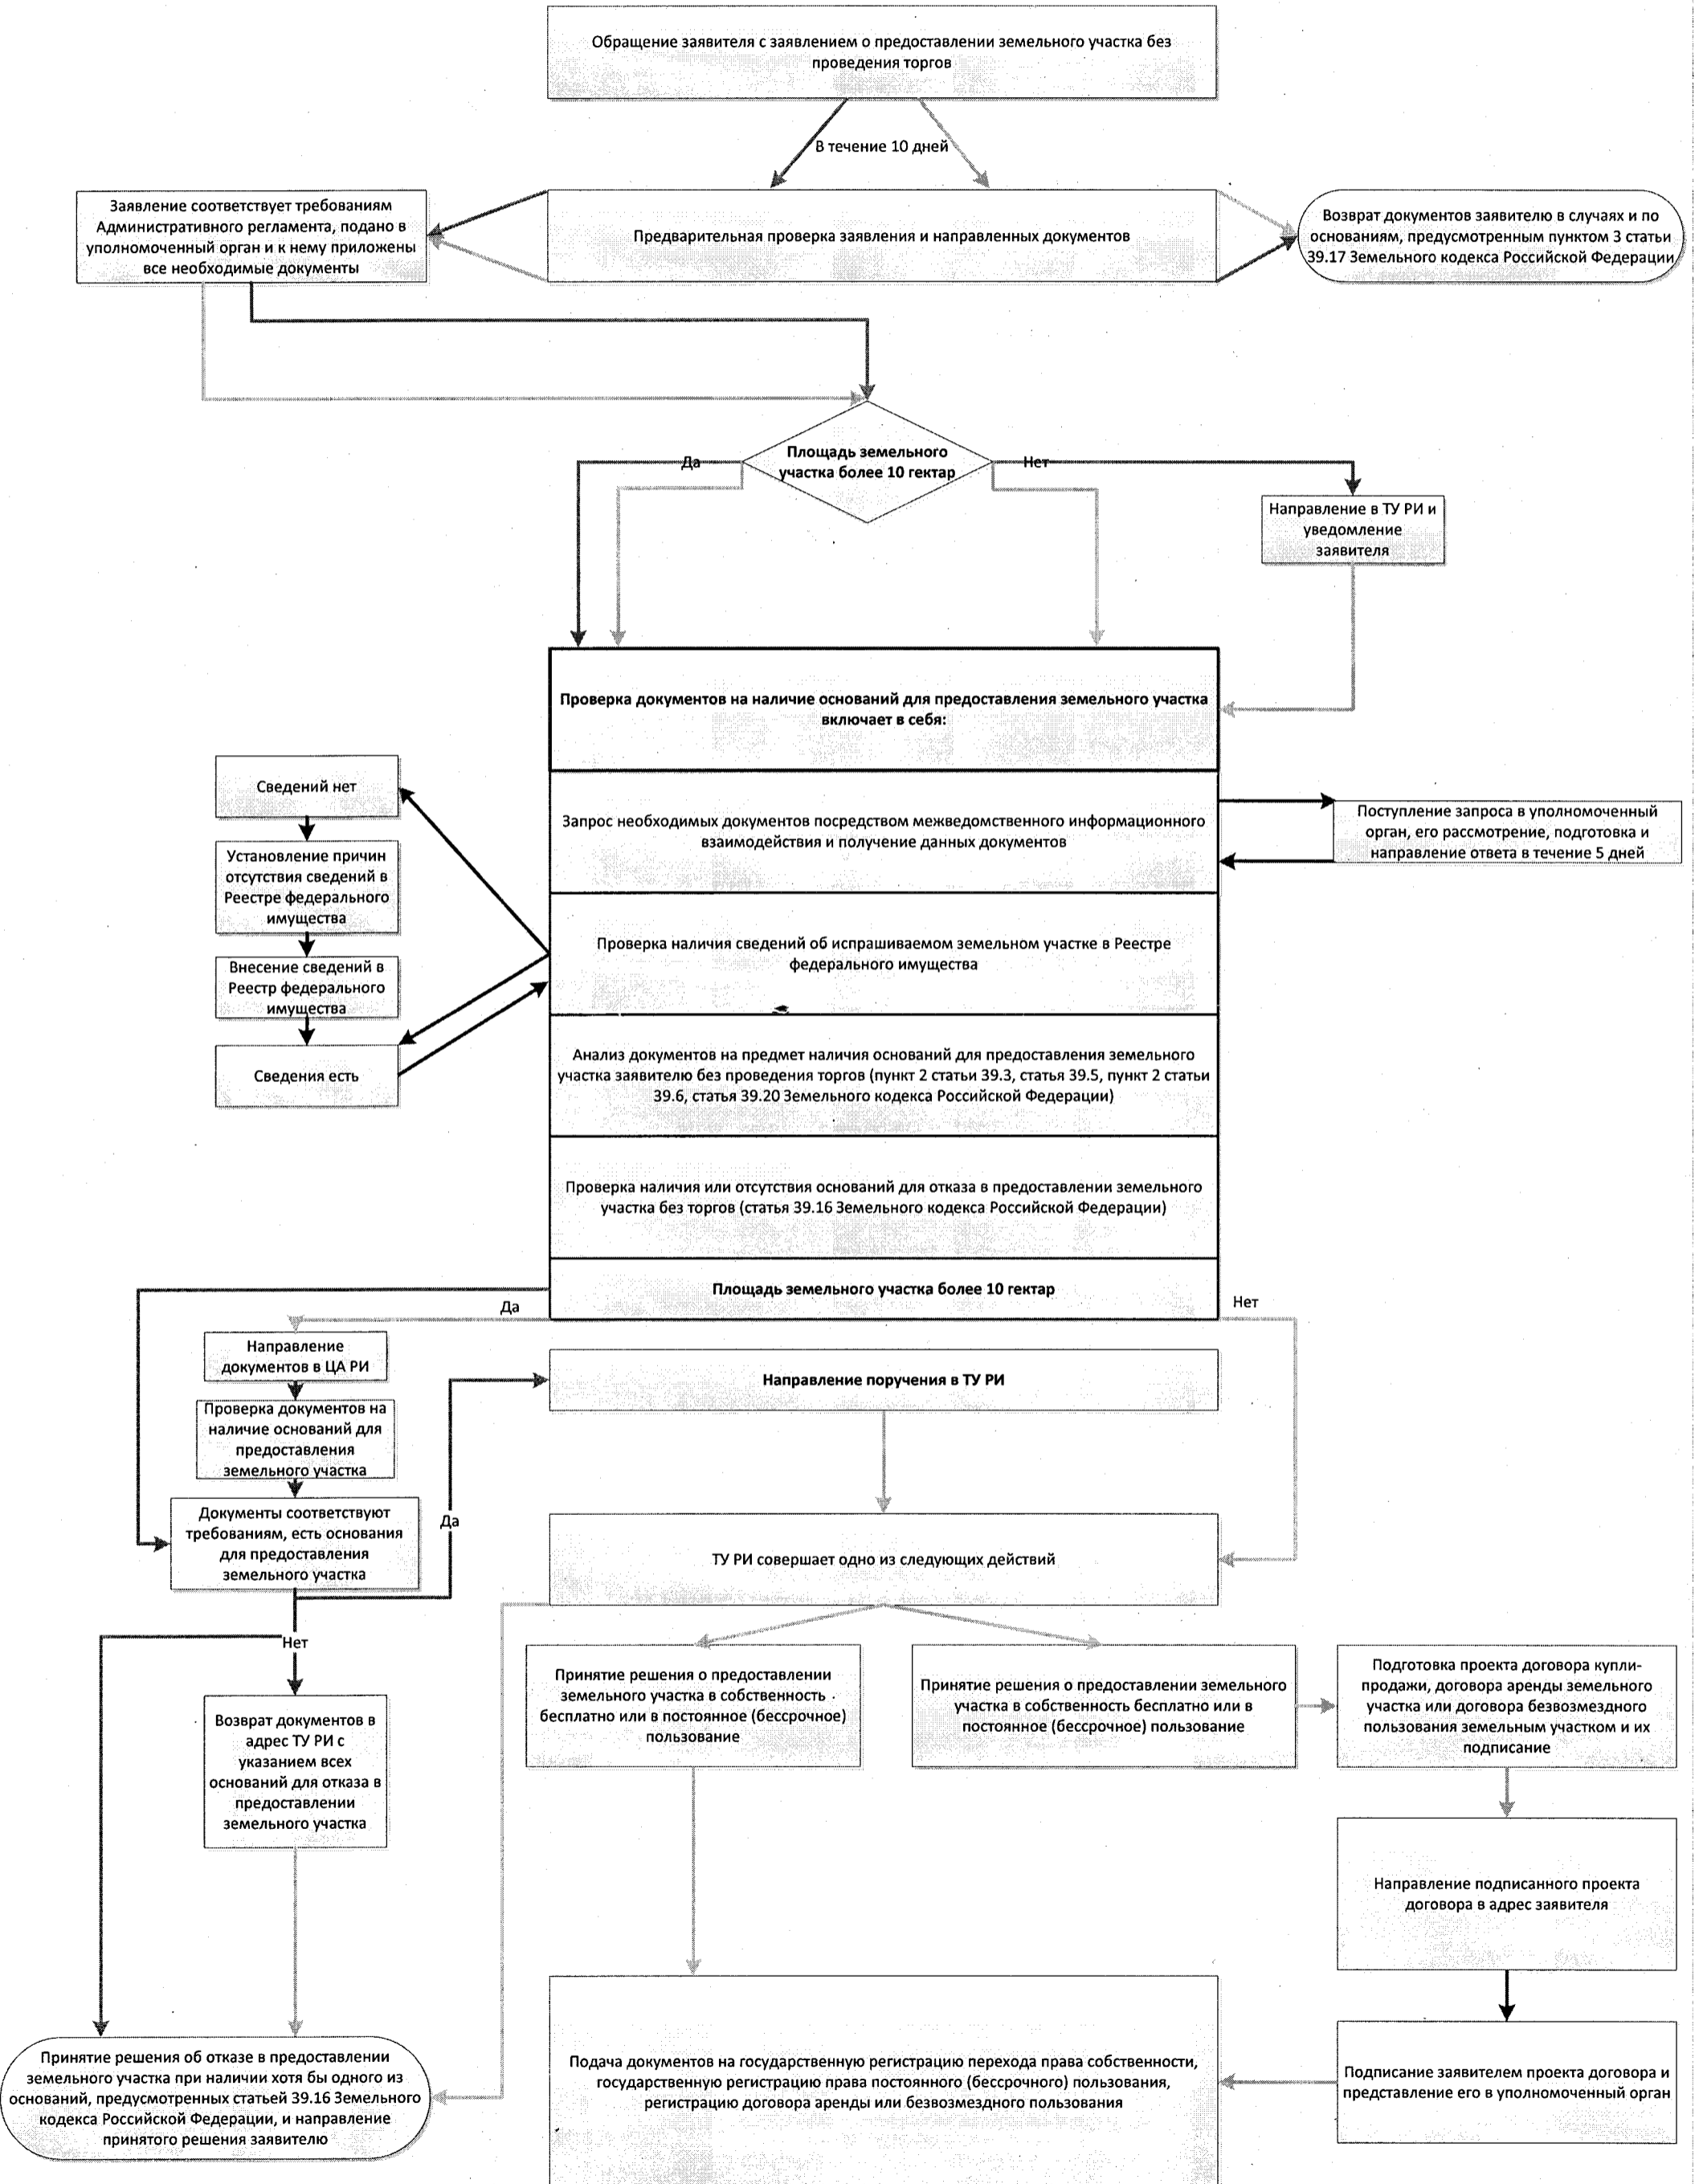 Обращение заявителя с заявлением о предоставлении земельного участка без
проведения торгов
В течение 10 дней
Заявление соответствует требованиям
Административного регламента, подано в
уполномоченный орган и к нему приложены
все необходимые документы
Предварительная проверка заявления и направленных документов
Возврат документов заявителю в случаях и по
основаниям, предусмотренным пунктом 3 статьи
39.17 Земельного кодекса Российской Федерации
Площадь земельного
участка более 10 гектар
Да
Нет
Направление в ТУ РИ и
уведомление
заявителя
Проверка документов на наличие оснований для предоставления земельного участка
включает в себя:
Сведений нет
Установление причин
отсутствия сведений в
Реестре федерального
имущества
Внесение сведений в
Реестр федерального
имущества
Сведения есть
Запрос необходимых документов посредством межведомственного информационного
взаимодействия и получение данных документов
Поступление запроса в уполномоченный
орган, его рассмотрение, подготовка и
направление ответа в течение 5 дней
Проверка наличия сведений об испрашиваемом земельном участке в Реестре
федерального имущества
Анализ документов на предмет наличия оснований для предоставления земельного
участка заявителю без проведения торгов (пункт 2 статьи 39.3, статья 39.5, пункт 2 статьи
39.6, статья 39.20 Земельного кодекса Российской Федерации)
Проверка наличия или отсутствия оснований для отказа в предоставлении земельного
участка без торгов (статья 39.16 Земельного кодекса Российской Федерации)
Площадь земельного участка более 10 гектар
Да
Нет
Направление
документов в ЦА РИ
Проверка документов на
наличие оснований для
предоставления
земельного участка
Документы соответствуют
требованиям, есть основания
для предоставления
земельного участка
Да
Направление поручения в ТУ РИ
ТУ РИ совершает одно из следующих действий
Нет
Возврат документов в
адрес ТУ РИ с
указанием всех
оснований для отказа в
предоставлении
земельного участка
Принятие решения о предоставлении
земельного участка в собственность
бесплатно или в постоянное (бессрочное)
пользование
Принятие решения о предоставлении земельного
участка в собственность бесплатно или в
постоянное (бессрочное) пользование
Подготовка проекта договора купли-
продажи, договора аренды земельного
участка или договора безвозмездного
пользования земельным участком и их
подписание
Направление подписанного проекта
договора в адрес заявителя
Принятие решения об отказе в предоставлении
земельного участка при наличии хотя бы одного из
оснований, предусмотренных статьей 39.16 Земельного
кодекса Российской Федерации, и направление
принятого решения заявителю
Подача документов на государственную регистрацию перехода права собственности,
государственную регистрацию права постоянного (бессрочного) пользования,
регистрацию договора аренды или безвозмездного пользования
Подписание заявителем проекта договора и
представление его в уполномоченный орган